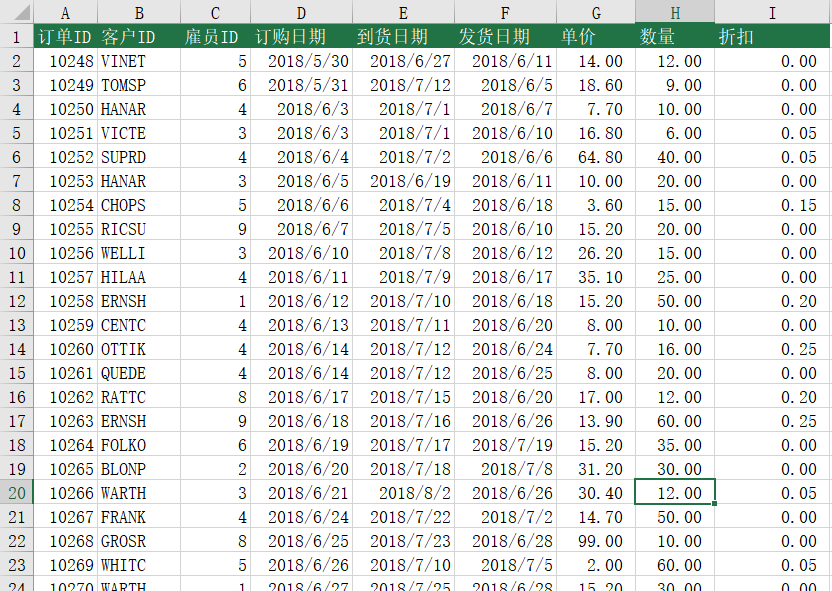 A B C D E F G H I
1 订单ID 客户ID 雇员ID 订购日期 到货日期 发货日期 单价 数量 折扣
2 10248 VINET 5 2018/5/30 2018/6/27 2018/6/11 14.00 12.00 0.00
3 10249 TOMSP 6 2018/5/31 2018/7/12 2018/6/5 18.60 9.00 0.00
4 10250 HANAR 4 2018/6/3 2018/7/1 2018/6/7 7.70 10.00 0.00
5 10251 VICTE 3 2018/6/3 2018/7/1 2018/6/10 16.80 6.00 0.05
6 10252 SUPRD 4 2018/6/4 2018/7/2 2018/6/6 64.80 40.00 0.05
7 10253 HANAR 3 2018/6/5 2018/6/19 2018/6/11 10.00 20.00 0.00
8 10254 CHOPS 5 2018/6/6 2018/7/4 2018/6/18 3.60 15.00 0.15
9 10255 RICSU 9 2018/6/7 2018/7/5 2018/6/10 15.20 20.00 0.00
10 10256 WELLI 3 2018/6/10 2018/7/8 2018/6/12 26.20 15.00 0.00
11 10257 HILAA 4 2018/6/11 2018/7/9 2018/6/17 35.10 25.00 0.00
12 10258 ERNSH 1 2018/6/12 2018/7/10 2018/6/18 15.20 50.00 0.20
13 10259 CENTC 4 2018/6/13 2018/7/11 2018/6/20 8.00 10.00 0.00
14 10260 OTTIK 4 2018/6/14 2018/7/12 2018/6/24 7.70 16.00 0.25
15 10261 QUEDE 4 2018/6/14 2018/7/12 2018/6/25 8.00 20.00 0.00
16 10262 RATTC 8 2018/6/17 2018/7/15 2018/6/20 17.00 12.00 0.20
17 10263 ERNSH 9 2018/6/18 2018/7/16 2018/6/26 13.90 60.00 0.25
18 10264 FOLKO 6 2018/6/19 2018/7/17 2018/7/19 15.20 35.00 0.00
19 10265 BLONP 2 2018/6/20 2018/7/18 2018/7/8 31.20 30.00 0.00
20 10266 WARTH 3 2018/6/21 2018/8/2 2018/6/26 30.40 12.00 0.05
21 10267 FRANK 4 2018/6/24 2018/7/22 2018/7/2 14.70 50.00 0.00
22 10268 GROSR 8 2018/6/25 2018/7/23 2018/6/28 99.00 10.00 0.00
23 10269 WHITC 5 2018/6/26 2018/7/10 2018/7/5 2.00 60.00 0.05
24 10270 WARTH 1 2018/6/27 2018/7/25 2018/6/28 15.20 30.00 0.00